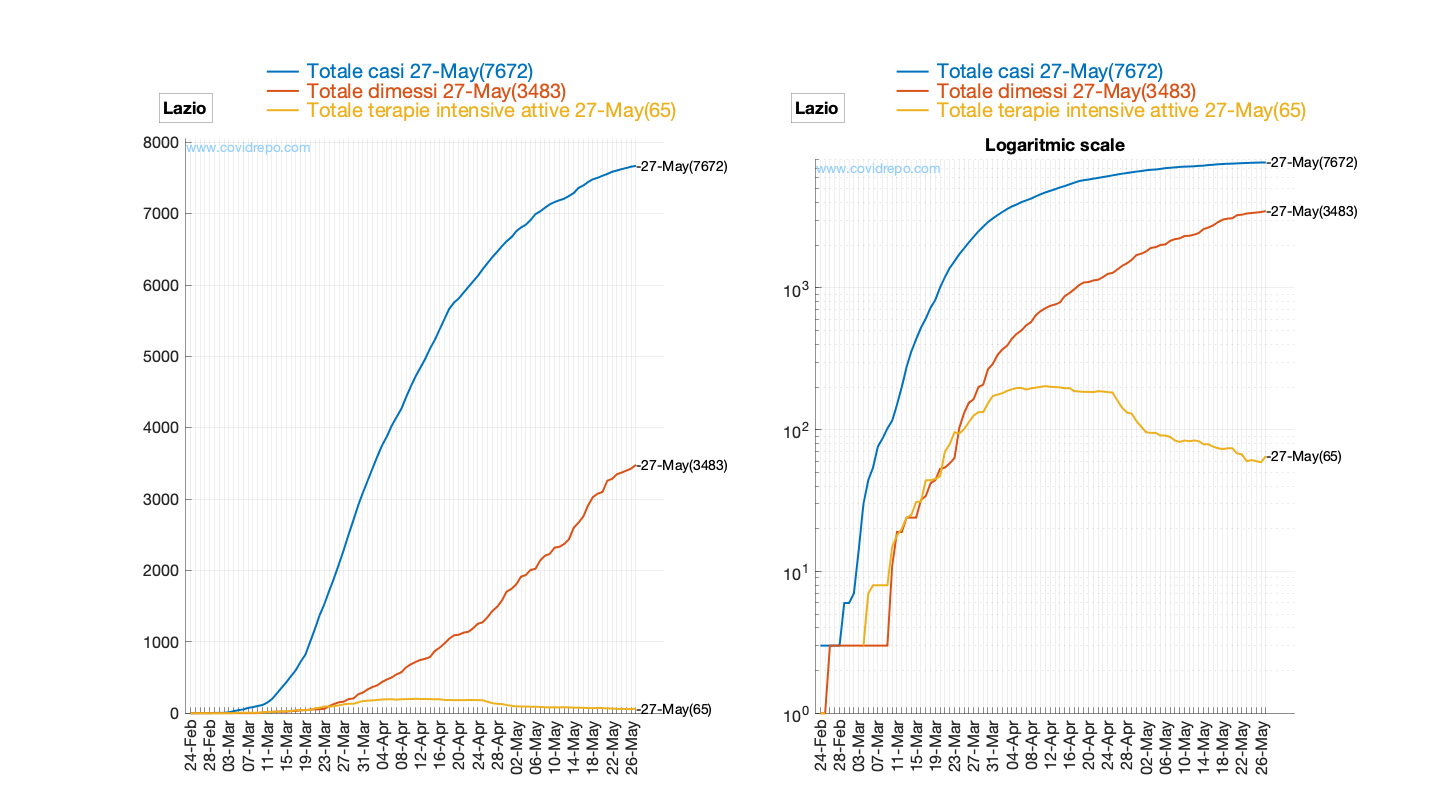 Totale casi 27-May(7672)
Totale dimessi 27-May(3483)
Totale terapie intensive attive 27-May(65)
Lazio
www.covidrepo.com
8000
7000
6000
5000
4000
3000
2000
1000
0
-27-May(7672)
-27-May(3483)
-27-May(65)
24-Feb
28-Feb
03-Mar
07-Mar
11-Mar
15-Mar
19-Mar
23-Mar
27-Mar
31-Mar
04-Apr
08-Apr
12-Apr
16-Apr
20-Apr
24-Apr
28-Apr
02-May
06-May
10-May
14-May
18-May
22-May
26-May
Totale casi 27-May(7672)
Totale dimessi 27-May(3483)
Totale terapie intensive attive 27-May(65)
Lazio
Logaritmic scale
www.covidrepo.com
10^3
10^2
10^1
10^0
-27-May(7672)
-27-May(3483)
-27-May(65)
24-Feb
28-Feb
03-Mar
07-Mar
11-Mar
15-Mar
19-Mar
23-Mar
27-Mar
31-Mar
04-Apr
08-Apr
12-Apr
16-Apr
20-Apr
24-Apr
28-Apr
02-May
06-May
10-May
14-May
18-May
22-May
26-May